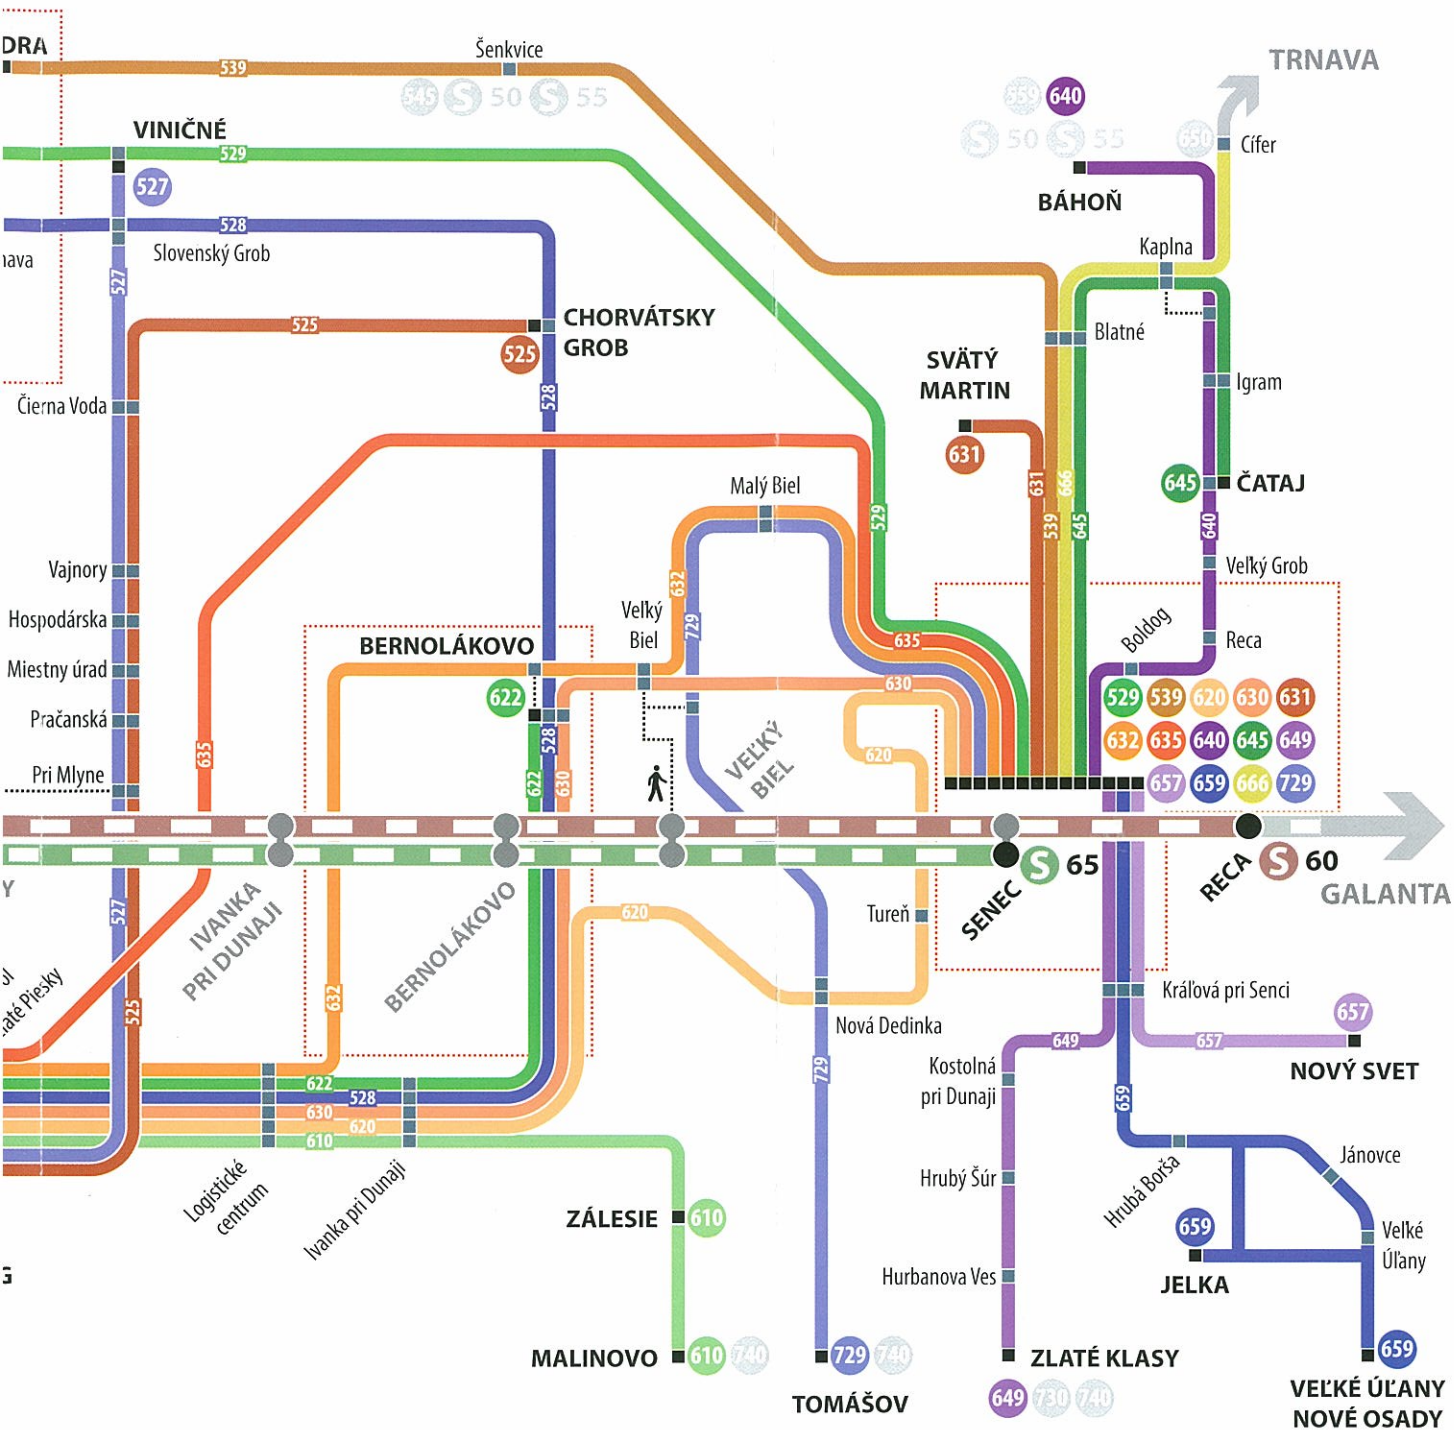 DRA
539
Šenkvice
545 S 50 S 55
TRNAVA
559 640
S 50 S 55
650
Cífer
VINIČNÉ
529
527
BÁHOŇ
528
Slovenský Grob
527
Kaplna
525
CHORVÁTSKY
GROB
525
528
Blatné
SVÄTÝ
MARTIN
Igram
Čierna Voda
631
631
666
645
ČATAJ
Malý Biel
529
539
645
640
Vajnory
632
Veľký Grob
Hospodárska
Veľký
Biel
729
Boldog
Reca
BERNOLÁKOVO
635
Miestny úrad
622
630
529 539 620 630 631
Pračanská
528
632 635 640 645 649
635
620
Pri Mlyne
622
630
VEĽKÝ
BIEL
657 659 666 729
S 65
S 60
SENEC
RECA
GALANTA
Y
IVANKA
PRI DUNAJI
BERNOLÁKOVO
527
620
Tureň
632
525
Kráľová pri Senci
657
Nová Dedinka
649
657
NOVÝ SVET
729
Kostolná
pri Dunaji
659
622
528
630
620
610
Logistické
centrum
Ivanka pri Dunaji
Hrubá Borša
Jánovce
Hrubý Šúr
ZÁLESIE
610
659
Veľké
Úľany
Hurbanova Ves
JELKA
MALINOVO
610 740
729 740
ZLATÉ KLASY
659
TOMÁŠOV
649 730 740
VEĽKÉ ÚĽANY
NOVÉ OSADY